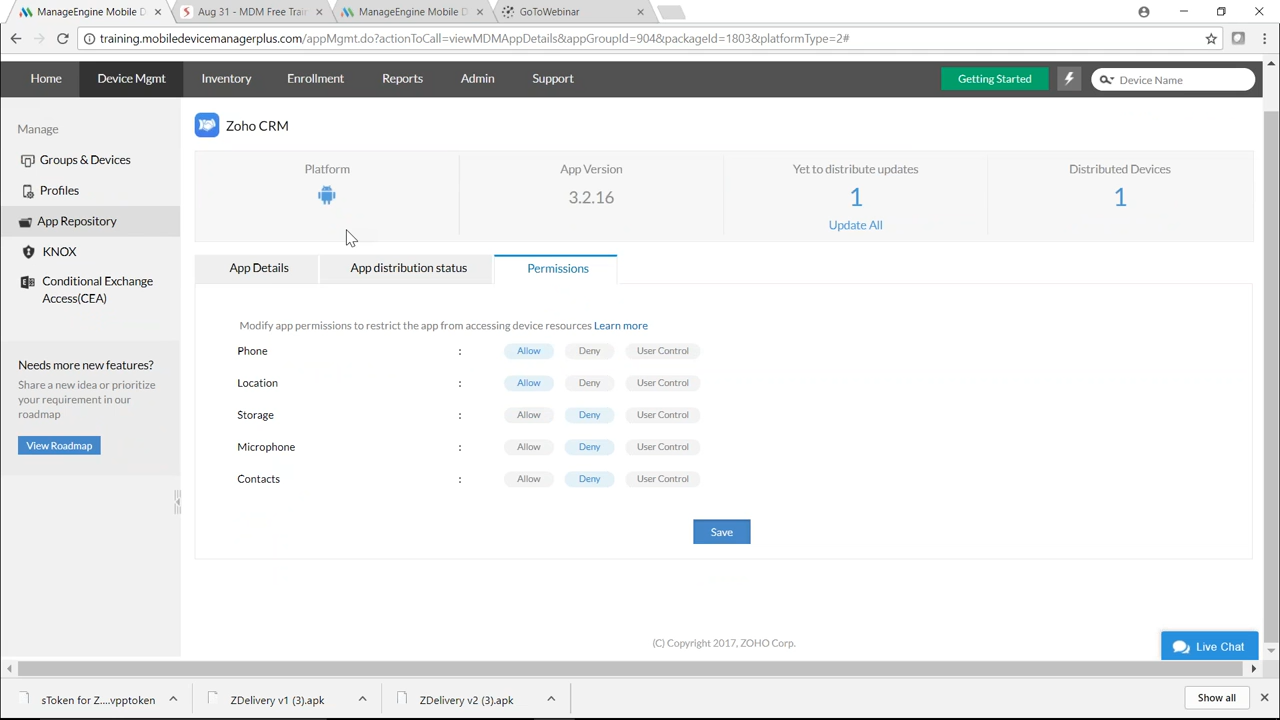 ManageEngine Mobile D
Aug 31 - MDM Free Train
ManageEngine Mobile D
GoToWebinar
training.mobiledevicemanagerplus.com/appMgmt.do?actionToCall=viewMDMAppDetails&appGroupId=904&packageId=1803&platformType=2#
Home
Device Mgmt
Inventory
Enrollment
Reports
Admin
Support
Getting Started
Device Name
Manage
Groups & Devices
Profiles
App Repository
KNOX
Conditional Exchange
Access(CEA)
Needs more new features?
Share a new idea or prioritize
your requirement in our
roadmap
View Roadmap
Zoho CRM
Platform
App Version
3.2.16
Yet to distribute updates
1
Update All
Distributed Devices
1
App Details
App distribution status
Permissions
Modify app permissions to restrict the app from accessing device resources Learn more
Phone : Allow Deny User Control
Location : Allow Deny User Control
Storage : Allow Deny User Control
Microphone : Allow Deny User Control
Contacts : Allow Deny User Control
Save
(C) Copyright 2017, ZOHO Corp.
Live Chat
sToken for Z....vpptoken
ZDelivery v1 (3).apk
ZDelivery v2 (3).apk
Show all